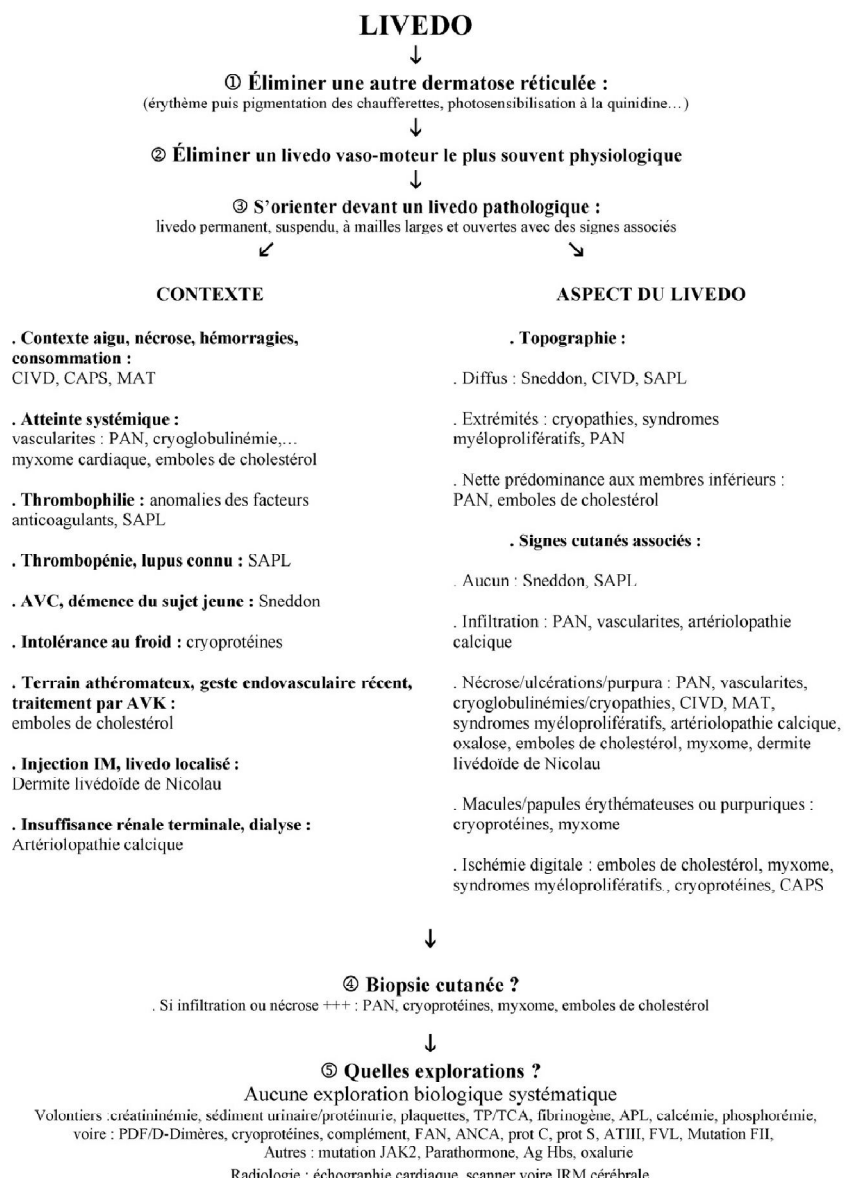 LIVEDO
↓
① Éliminer une autre dermatose réticulée :
(érythème puis pigmentation des chaufferettes, photosensibilisation à la quinidine…)
↓
② Éliminer un livedo vaso-moteur le plus souvent physiologique
↓
③ S'orienter devant un livedo pathologique :
livedo permanent, suspendu, à mailles larges et ouvertes avec des signes associés
↙ ↘
CONTEXTE
. Contexte aigu, nécrose, hémorragies,
consommation :
CIVD, CAPS, MAT
. Atteinte systémique :
vascularites : PAN, cryoglobulinémie,…
myxome cardiaque, emboles de cholestérol
. Thrombophilie : anomalies des facteurs
anticoagulants, SAPL
. Thrombopénie, lupus connu : SAPL
. AVC, démence du sujet jeune : Sneddon
. Intolérance au froid : cryoprotéines
. Terrain athéromateux, geste endovasculaire récent,
traitement par AVK :
emboles de cholestérol
. Injection IM, livedo localisé :
Dermite livédoïde de Nicolau
. Insuffisance rénale terminale, dialyse :
Artériolopathie calcique
ASPECT DU LIVEDO
. Topographie :
. Diffus : Sneddon, CIVD, SAPL
. Extrémités : cryopathies, syndromes
myéloprolifératifs, PAN
. Nette prédominance aux membres inférieurs :
PAN, emboles de cholestérol
. Signes cutanés associés :
. Aucun : Sneddon, SAPL
. Infiltration : PAN, vascularites, artériolopathie
calcique
. Nécrose/ulcérations/purpura : PAN, vascularites,
cryoglobulinémies/cryopathies, CIVD, MAT,
syndromes myéloprolifératifs, artériolopathie calcique,
oxalose, emboles de cholestérol, myxome, dermite
livédoïde de Nicolau
. Macules/papules érythémateuses ou purpuriques :
cryoprotéines, myxome
. Ischémie digitale : emboles de cholestérol, myxome,
syndromes myéloprolifératifs., cryoprotéines, CAPS
↓
④ Biopsie cutanée ?
. Si infiltration ou nécrose +++ : PAN, cryoprotéines, myxome, emboles de cholestérol
↓
⑤ Quelles explorations ?
Aucune exploration biologique systématique
Volontiers :créatininémie, sédiment urinaire/protéinurie, plaquettes, TP/TCA, fibrinogène, APL, calcémie, phosphorémie,
voire : PDF/D-Dimères, cryoprotéines, complément, FAN, ANCA, prot C, prot S, ATIII, FVL, Mutation FII,
Autres : mutation JAK2, Parathormone, Ag Hbs, oxalurie
Radiologie : échographie cardiaque, scanner voire IRM cérébrale